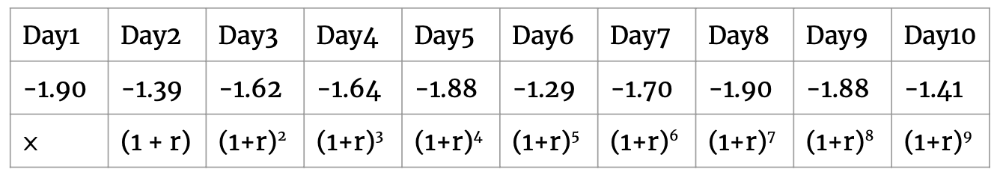 Day1 Day2 Day3 Day4 Day5 Day6 Day7 Day8 Day9 Day10
-1.90 -1.39 -1.62 -1.64 -1.88 -1.29 -1.70 -1.90 -1.88 -1.41
x (1 + r) (1+r)² (1+r)³ (1+r)⁴ (1+r)⁵ (1+r)⁶ (1+r)⁷ (1+r)⁸ (1+r)⁹